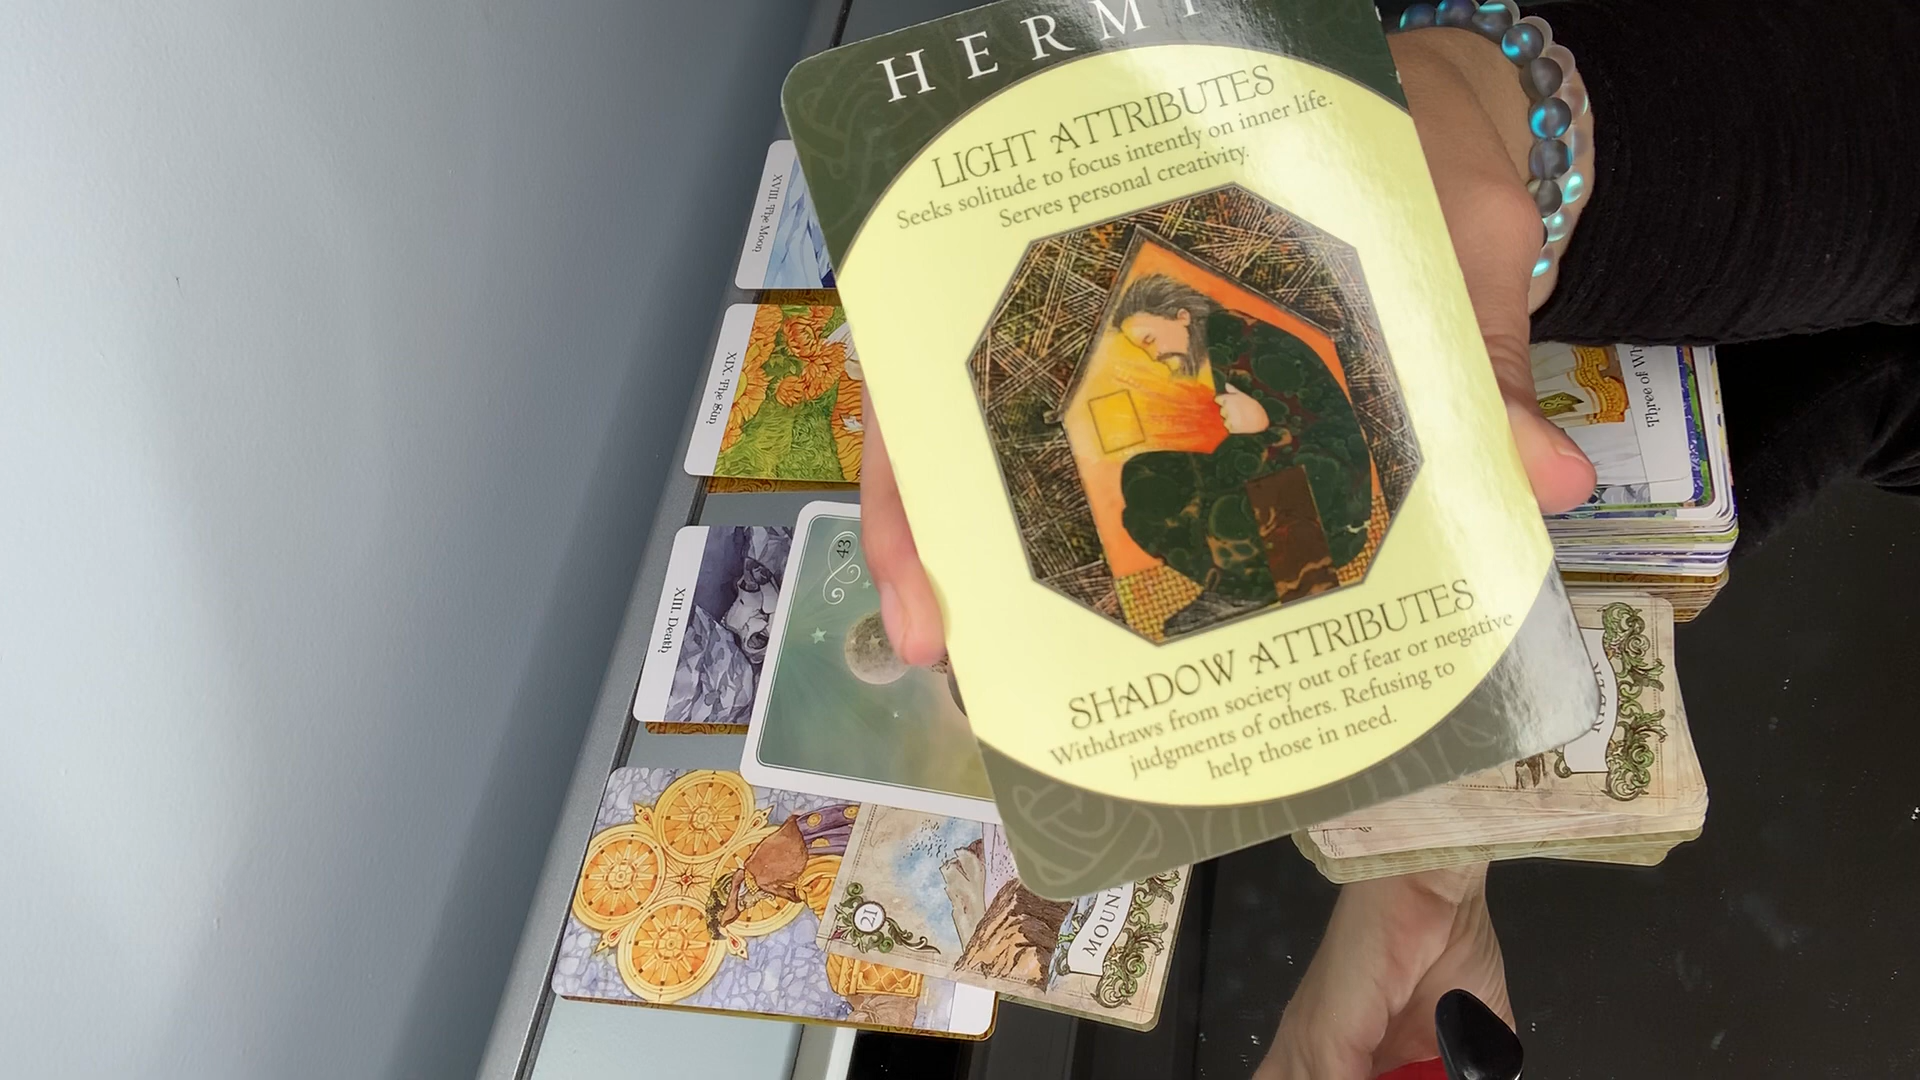 HERMI
LIGHT ATTRIBUTES
Seeks solitude to focus intently on inner life.
Serves personal creativity.
SHADOW ATTRIBUTES
Withdraws from society out of fear or negative
judgments of others. Refusing to
help those in need.
XVIII. The Moon
XIX. The Sun
XIII. Death
43
21
MOUN
Three of W